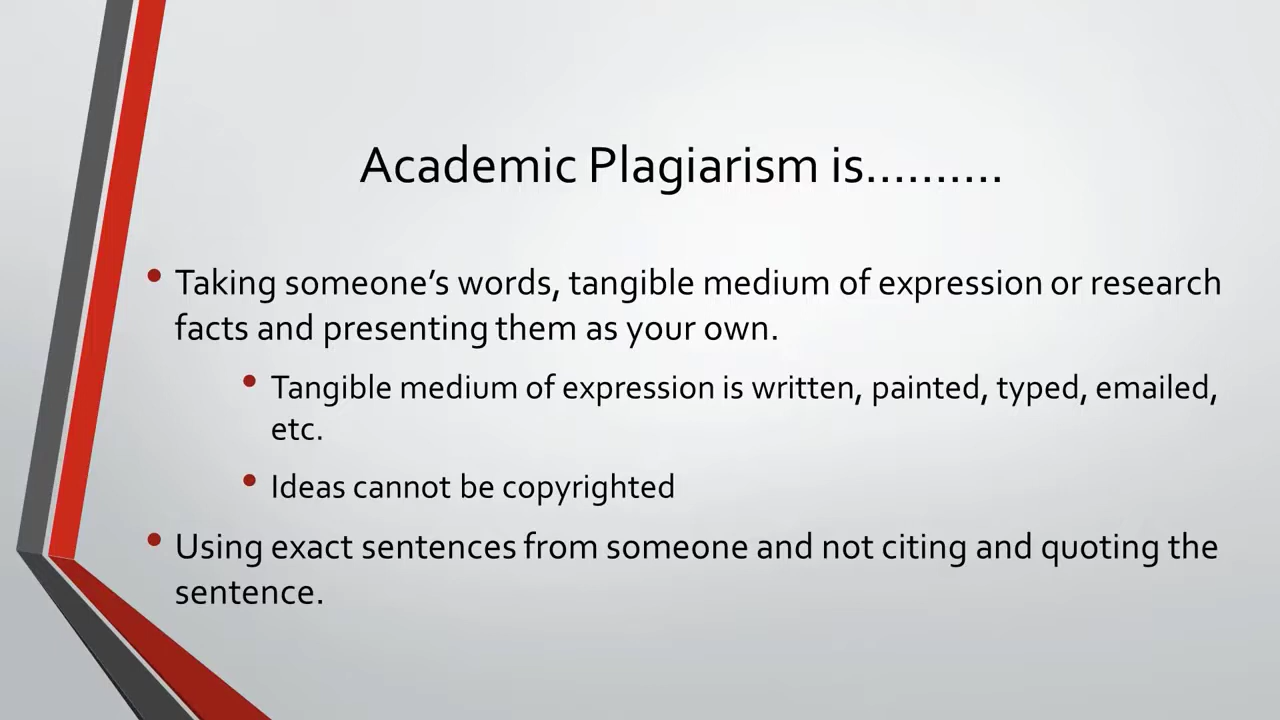 Academic Plagiarism is..........
• Taking someone’s words, tangible medium of expression or research
facts and presenting them as your own.
• Tangible medium of expression is written, painted, typed, emailed,
etc.
• Ideas cannot be copyrighted
• Using exact sentences from someone and not citing and quoting the
sentence.